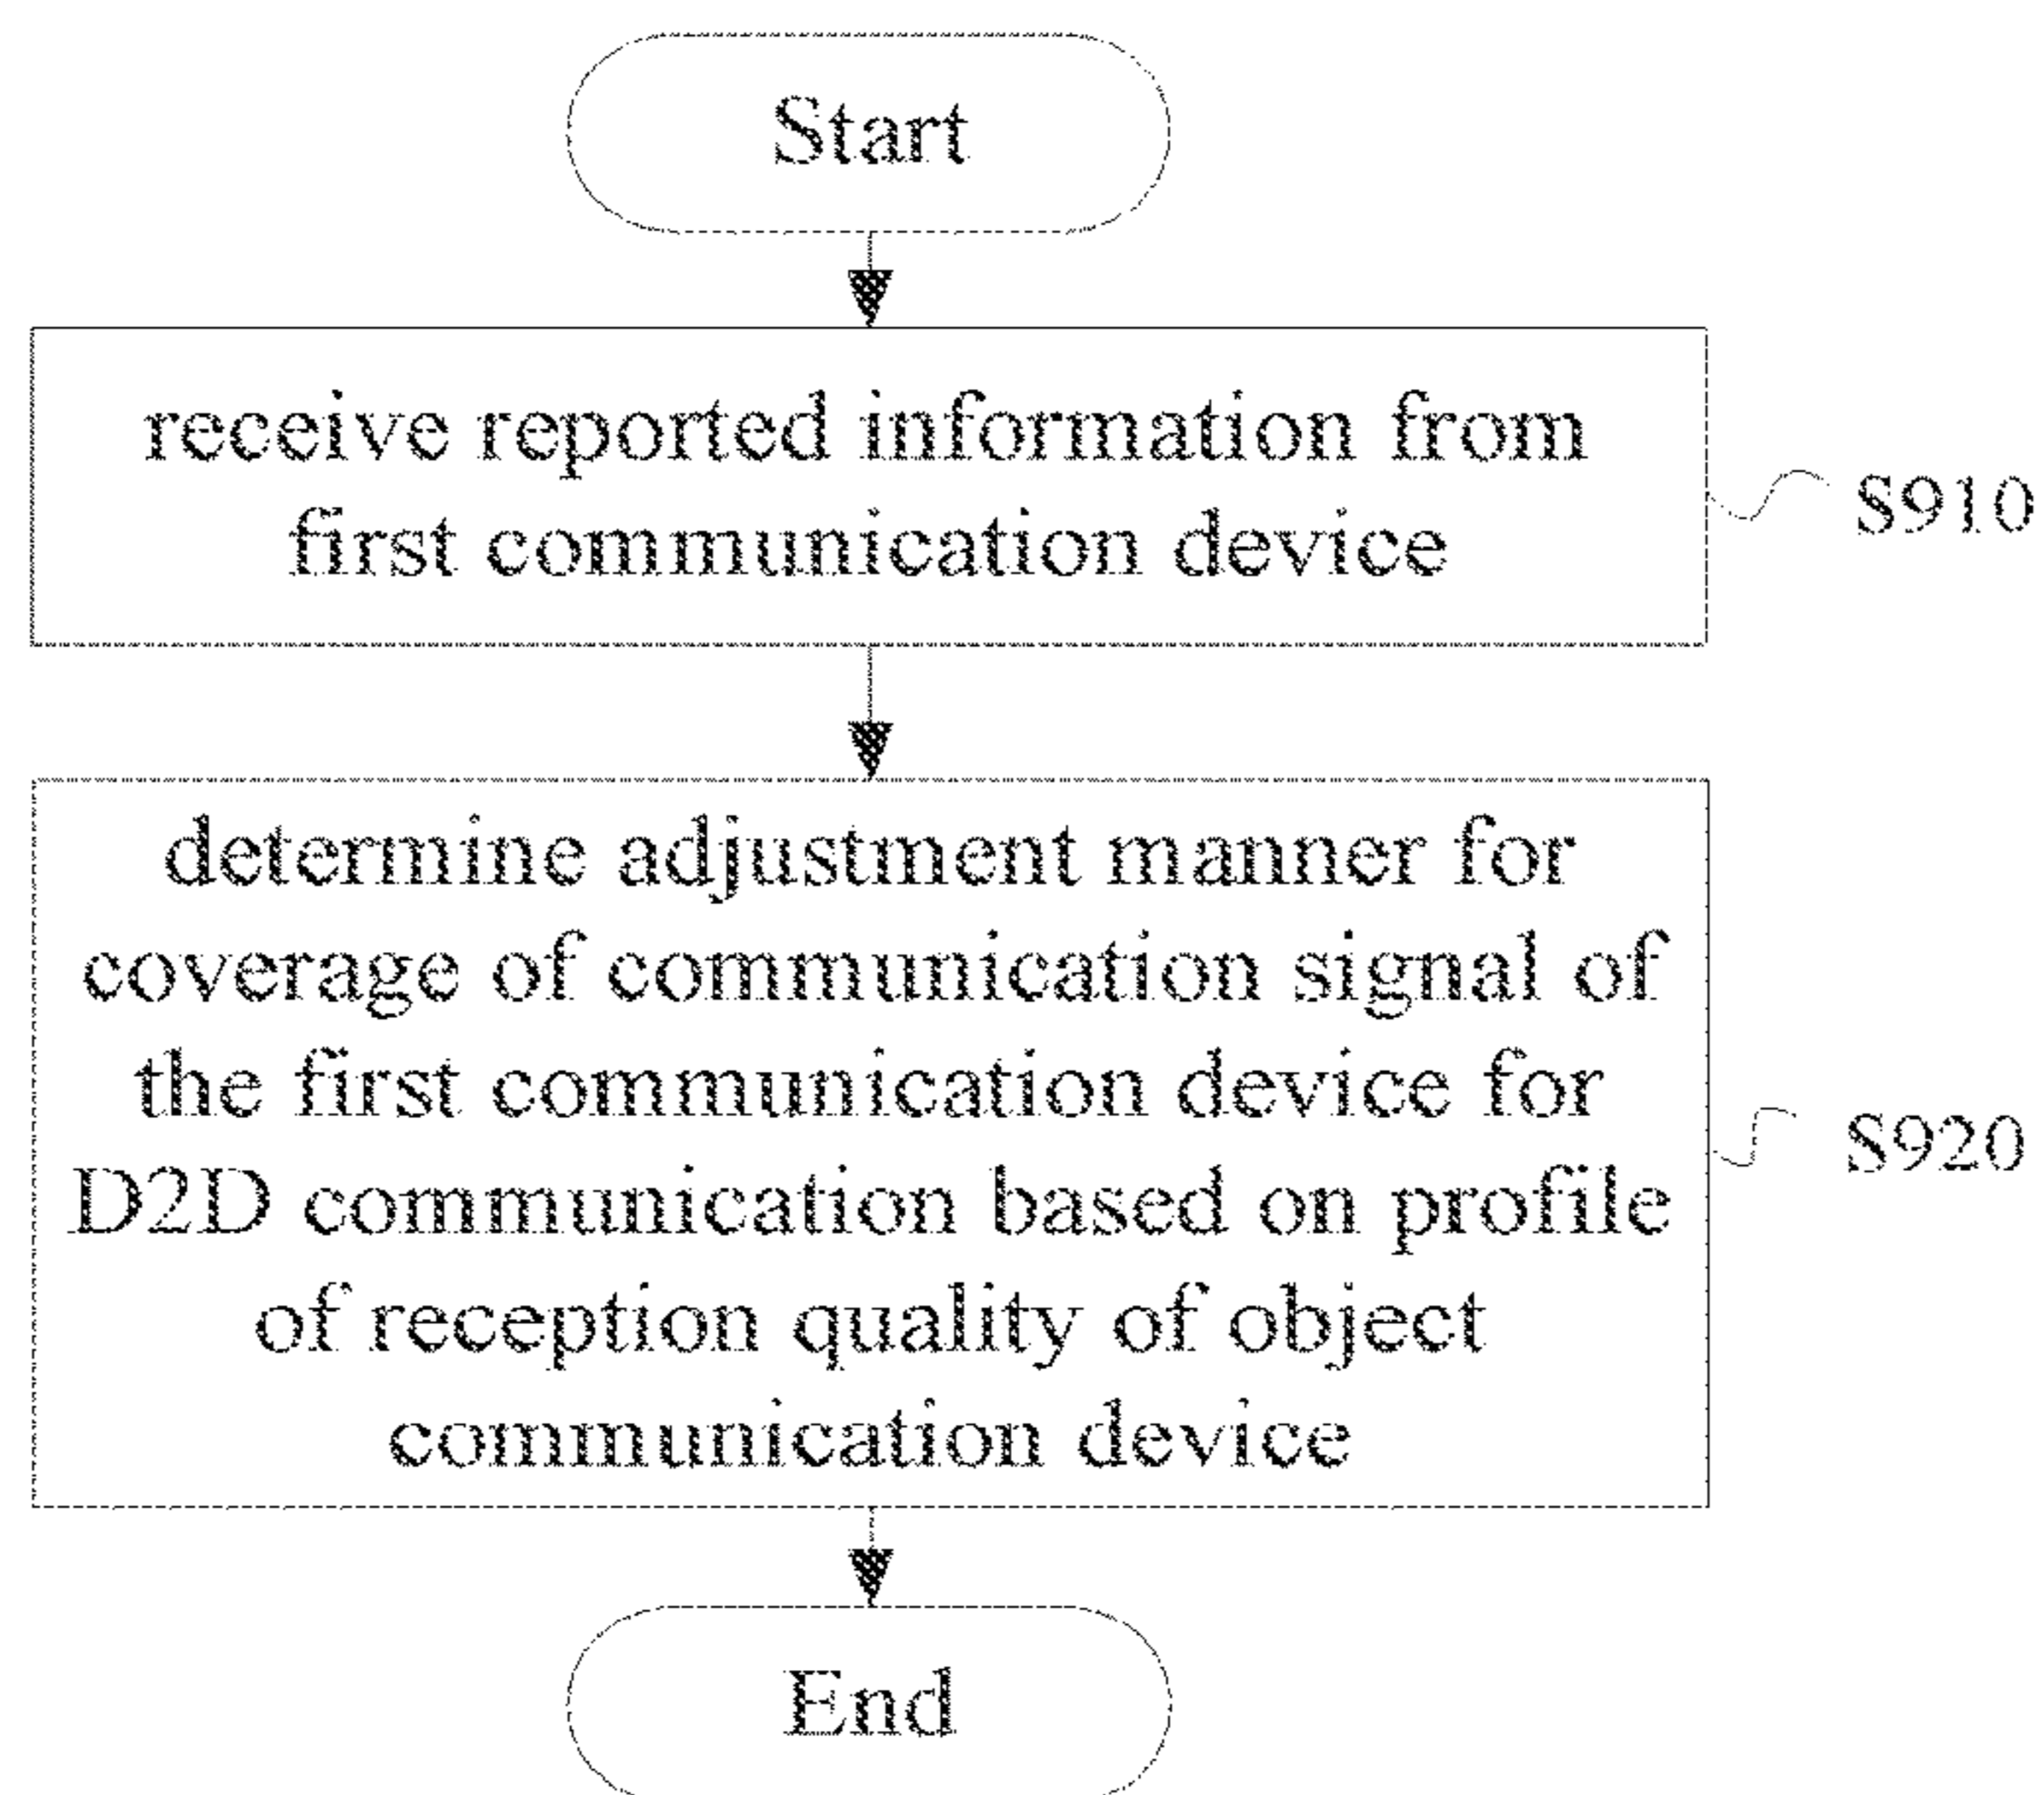 Start
receive reported information from
first communication device
S910
determine adjustment manner for
coverage of communication signal of
the first communication device for
D2D communication based on profile
of reception quality of object
communication device
S920
End